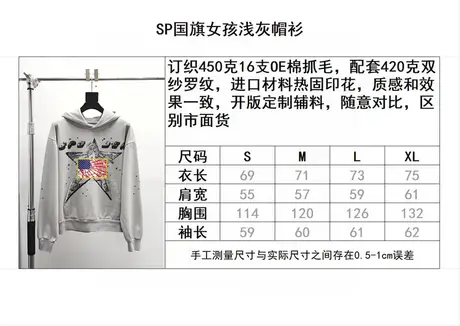 SP国旗女孩浅灰帽衫
订织450克16支OE棉抓毛，配套420克双
纱罗纹，进口材料热固印花，质感和效
果一致，开版定制辅料，随意对比，区
别市面货
尺码 S M L XL
衣长 69 71 73 75
肩宽 55 57 59 61
胸围 114 120 126 132
袖长 59 60 61 62
手工测量尺寸与实际尺寸之间存在0.5-1cm误差